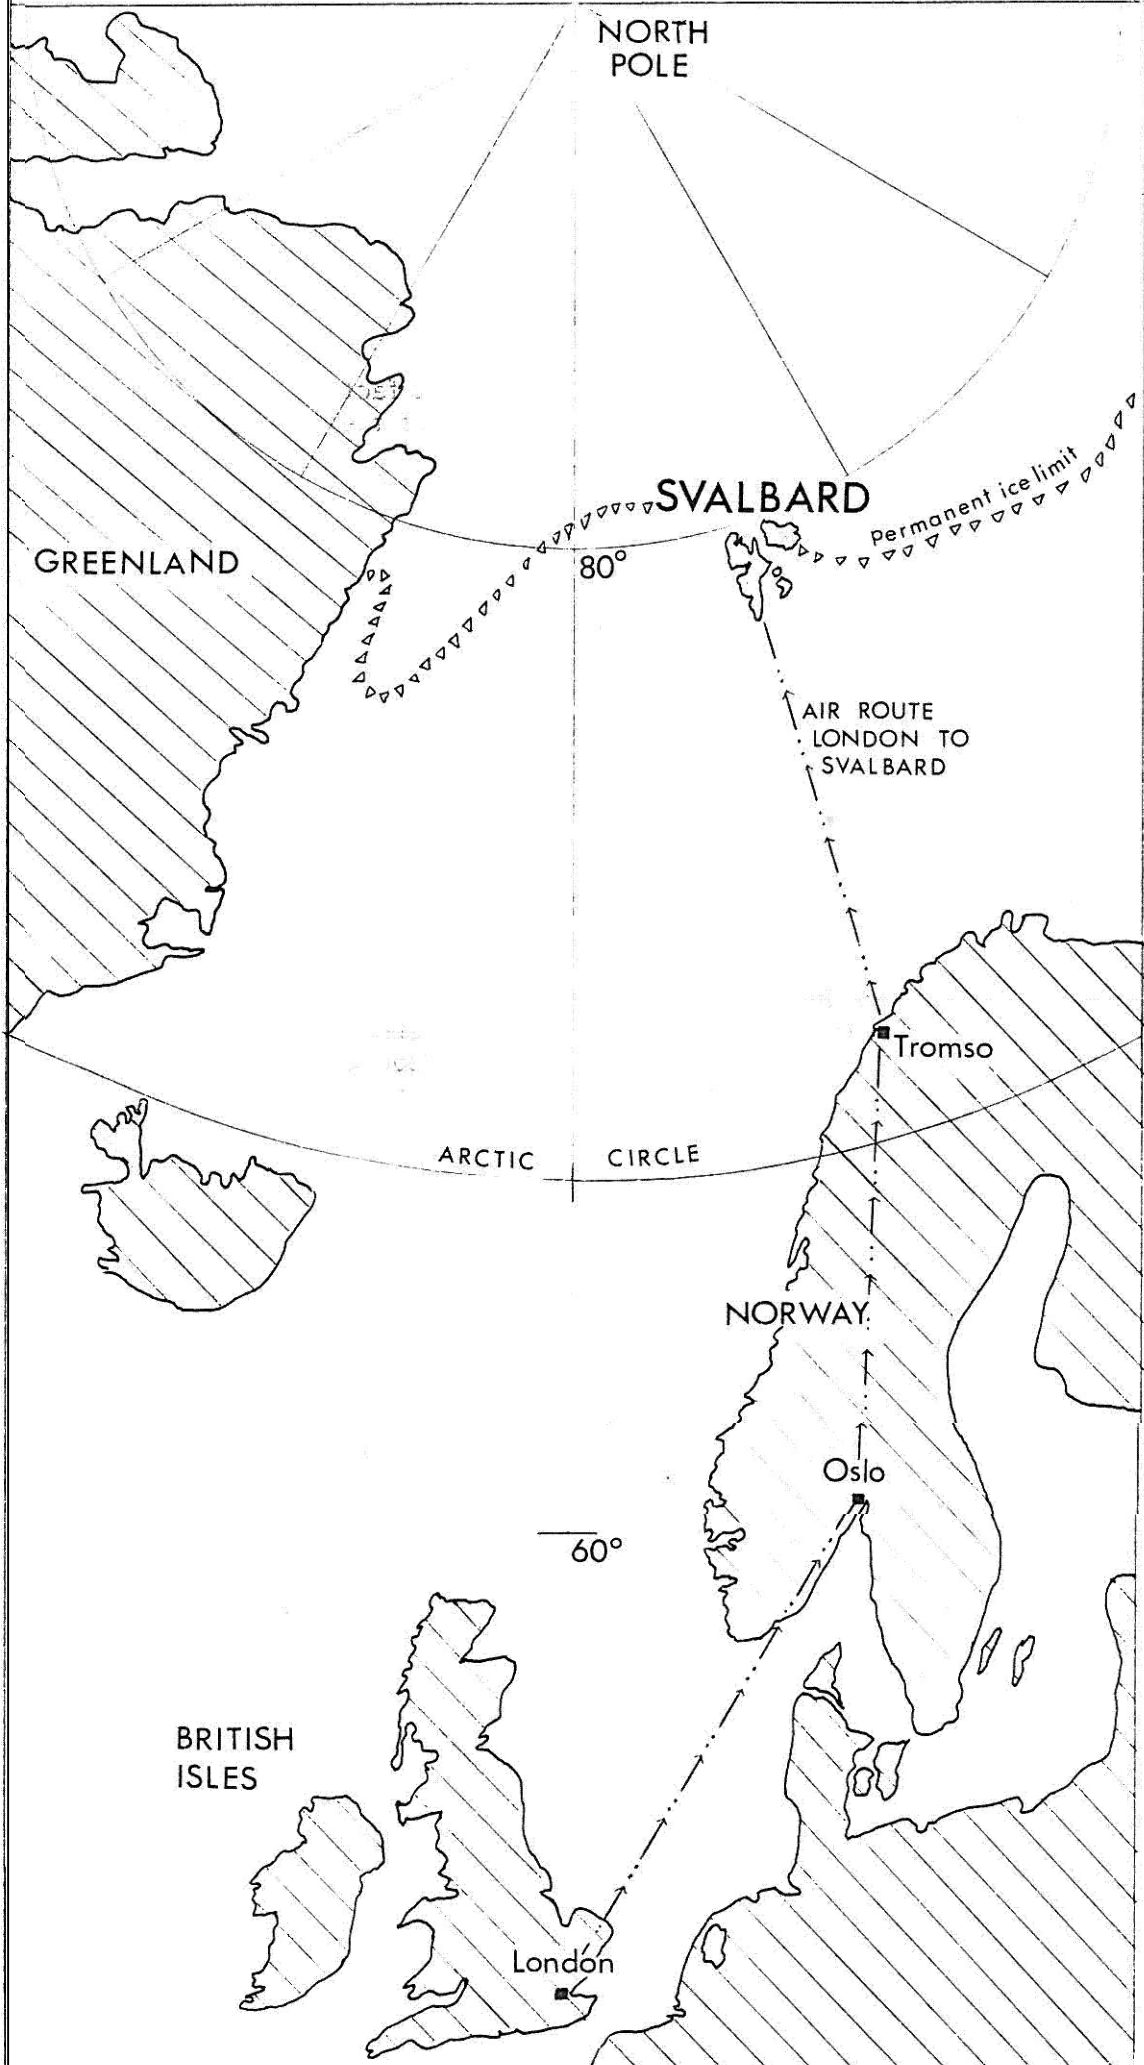 NORTH
POLE
SVALBARD
Permanent ice limit
GREENLAND
80°
AIR ROUTE
LONDON TO
SVALBARD
Tromso
ARCTIC CIRCLE
NORWAY
Oslo
60°
BRITISH
ISLES
London